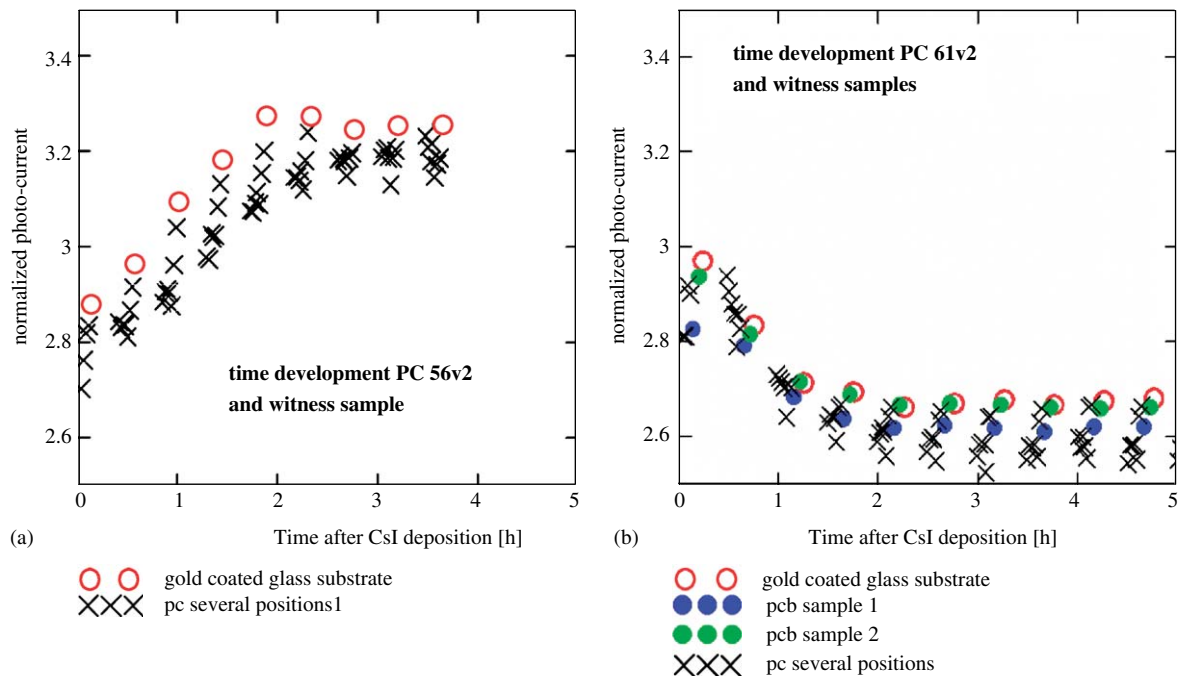 3.4
3.2
3
2.8
2.6
normalized photo-current
time development PC 56v2
and witness sample
0 1 2 3 4 5
(a) Time after CsI deposition [h]
gold coated glass substrate
pc several positions1
3.4
3.2
3
2.8
2.6
normalized photo-current
time development PC 61v2
and witness samples
0 1 2 3 4 5
(b) Time after CsI deposition [h]
gold coated glass substrate
pcb sample 1
pcb sample 2
pc several positions